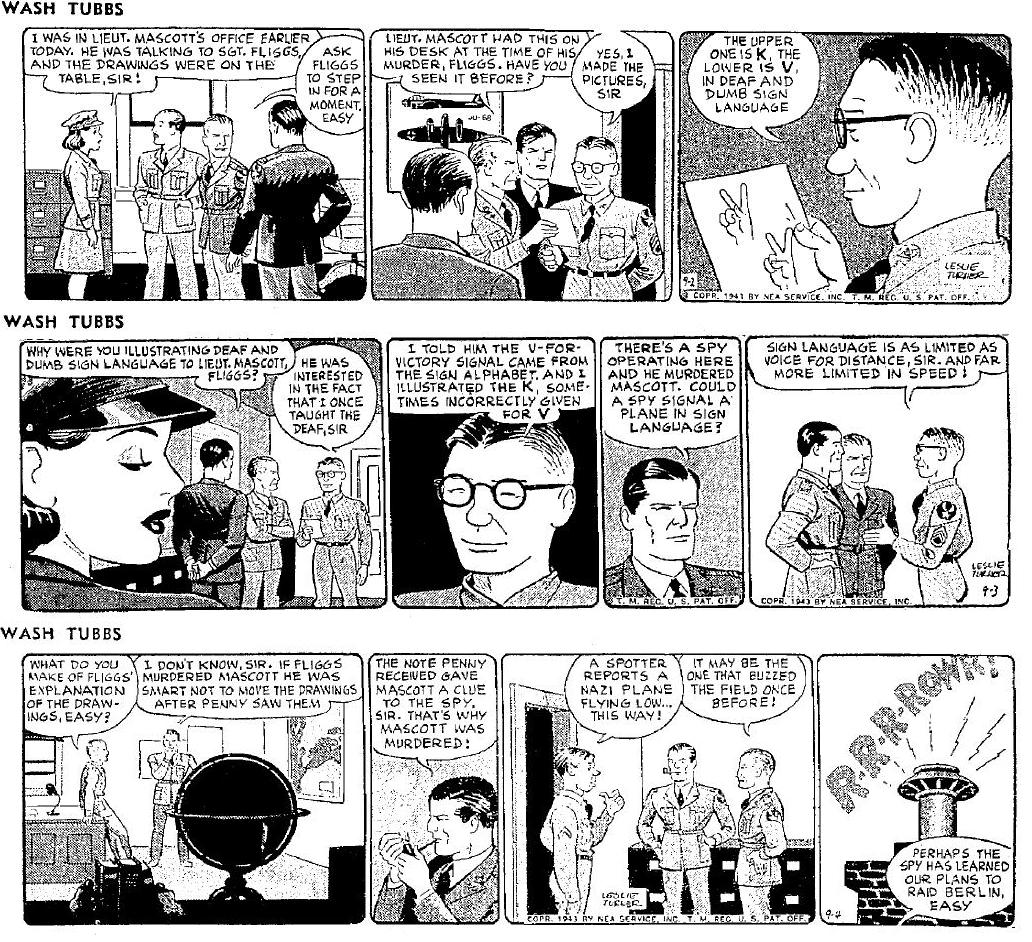 WASH TUBBS
I WAS IN LIEUT. MASCOTT'S OFFICE EARLIER
TODAY. HE WAS TALKING TO SGT. FLIGGS,
AND THE DRAWINGS WERE ON THE
TABLE, SIR!
ASK
FLIGGS
TO STEP
IN FOR A
MOMENT,
EASY
LIEUT. MASCOTT HAD THIS ON
HIS DESK AT THE TIME OF HIS
MURDER, FLIGGS. HAVE YOU
SEEN IT BEFORE?
YES, I
MADE THE
PICTURES,
SIR
JU-88
THE UPPER
ONE IS K, THE
LOWER IS V,
IN DEAF AND
DUMB SIGN
LANGUAGE
LESLIE
TURNER
9-2
COPR. 1943 BY NEA SERVICE, INC. T. M. REG. U. S. PAT. OFF.
WASH TUBBS
WHY WERE YOU ILLUSTRATING DEAF AND
DUMB SIGN LANGUAGE TO LIEUT. MASCOTT,
FLIGGS?
HE WAS
INTERESTED
IN THE FACT
THAT I ONCE
TAUGHT THE
DEAF, SIR
I TOLD HIM THE V-FOR-
VICTORY SIGNAL CAME FROM
THE SIGN ALPHABET. AND I
ILLUSTRATED THE K, SOME-
TIMES INCORRECTLY GIVEN
FOR V
THERE'S A SPY
OPERATING HERE
AND HE MURDERED
MASCOTT. COULD
A SPY SIGNAL A
PLANE IN SIGN
LANGUAGE?
T. M. REG. U. S. PAT. OFF.
SIGN LANGUAGE IS AS LIMITED AS
VOICE FOR DISTANCE, SIR. AND FAR
MORE LIMITED IN SPEED!
LESLIE
TURNER
9-3
COPR. 1943 BY NEA SERVICE, INC.
WASH TUBBS
WHAT DO YOU
MAKE OF FLIGGS'
EXPLANATION
OF THE DRAW-
INGS, EASY?
I DON'T KNOW, SIR. IF FLIGGS
MURDERED MASCOTT HE WAS
SMART NOT TO MOVE THE DRAWINGS
AFTER PENNY SAW THEM
THE NOTE PENNY
RECEIVED GAVE
MASCOTT A CLUE
TO THE SPY,
SIR. THAT'S WHY
MASCOTT WAS
MURDERED!
A SPOTTER
REPORTS A
NAZI PLANE
FLYING LOW...
THIS WAY!
IT MAY BE THE
ONE THAT BUZZED
THE FIELD ONCE
BEFORE!
LESLIE
TURNER
COPR. 1943 BY NEA SERVICE, INC. T. M. REG. U. S. PAT. OFF.
R-R-R-ROWR!
PERHAPS THE
SPY HAS LEARNED
OUR PLANS TO
RAID BERLIN,
EASY
9-4